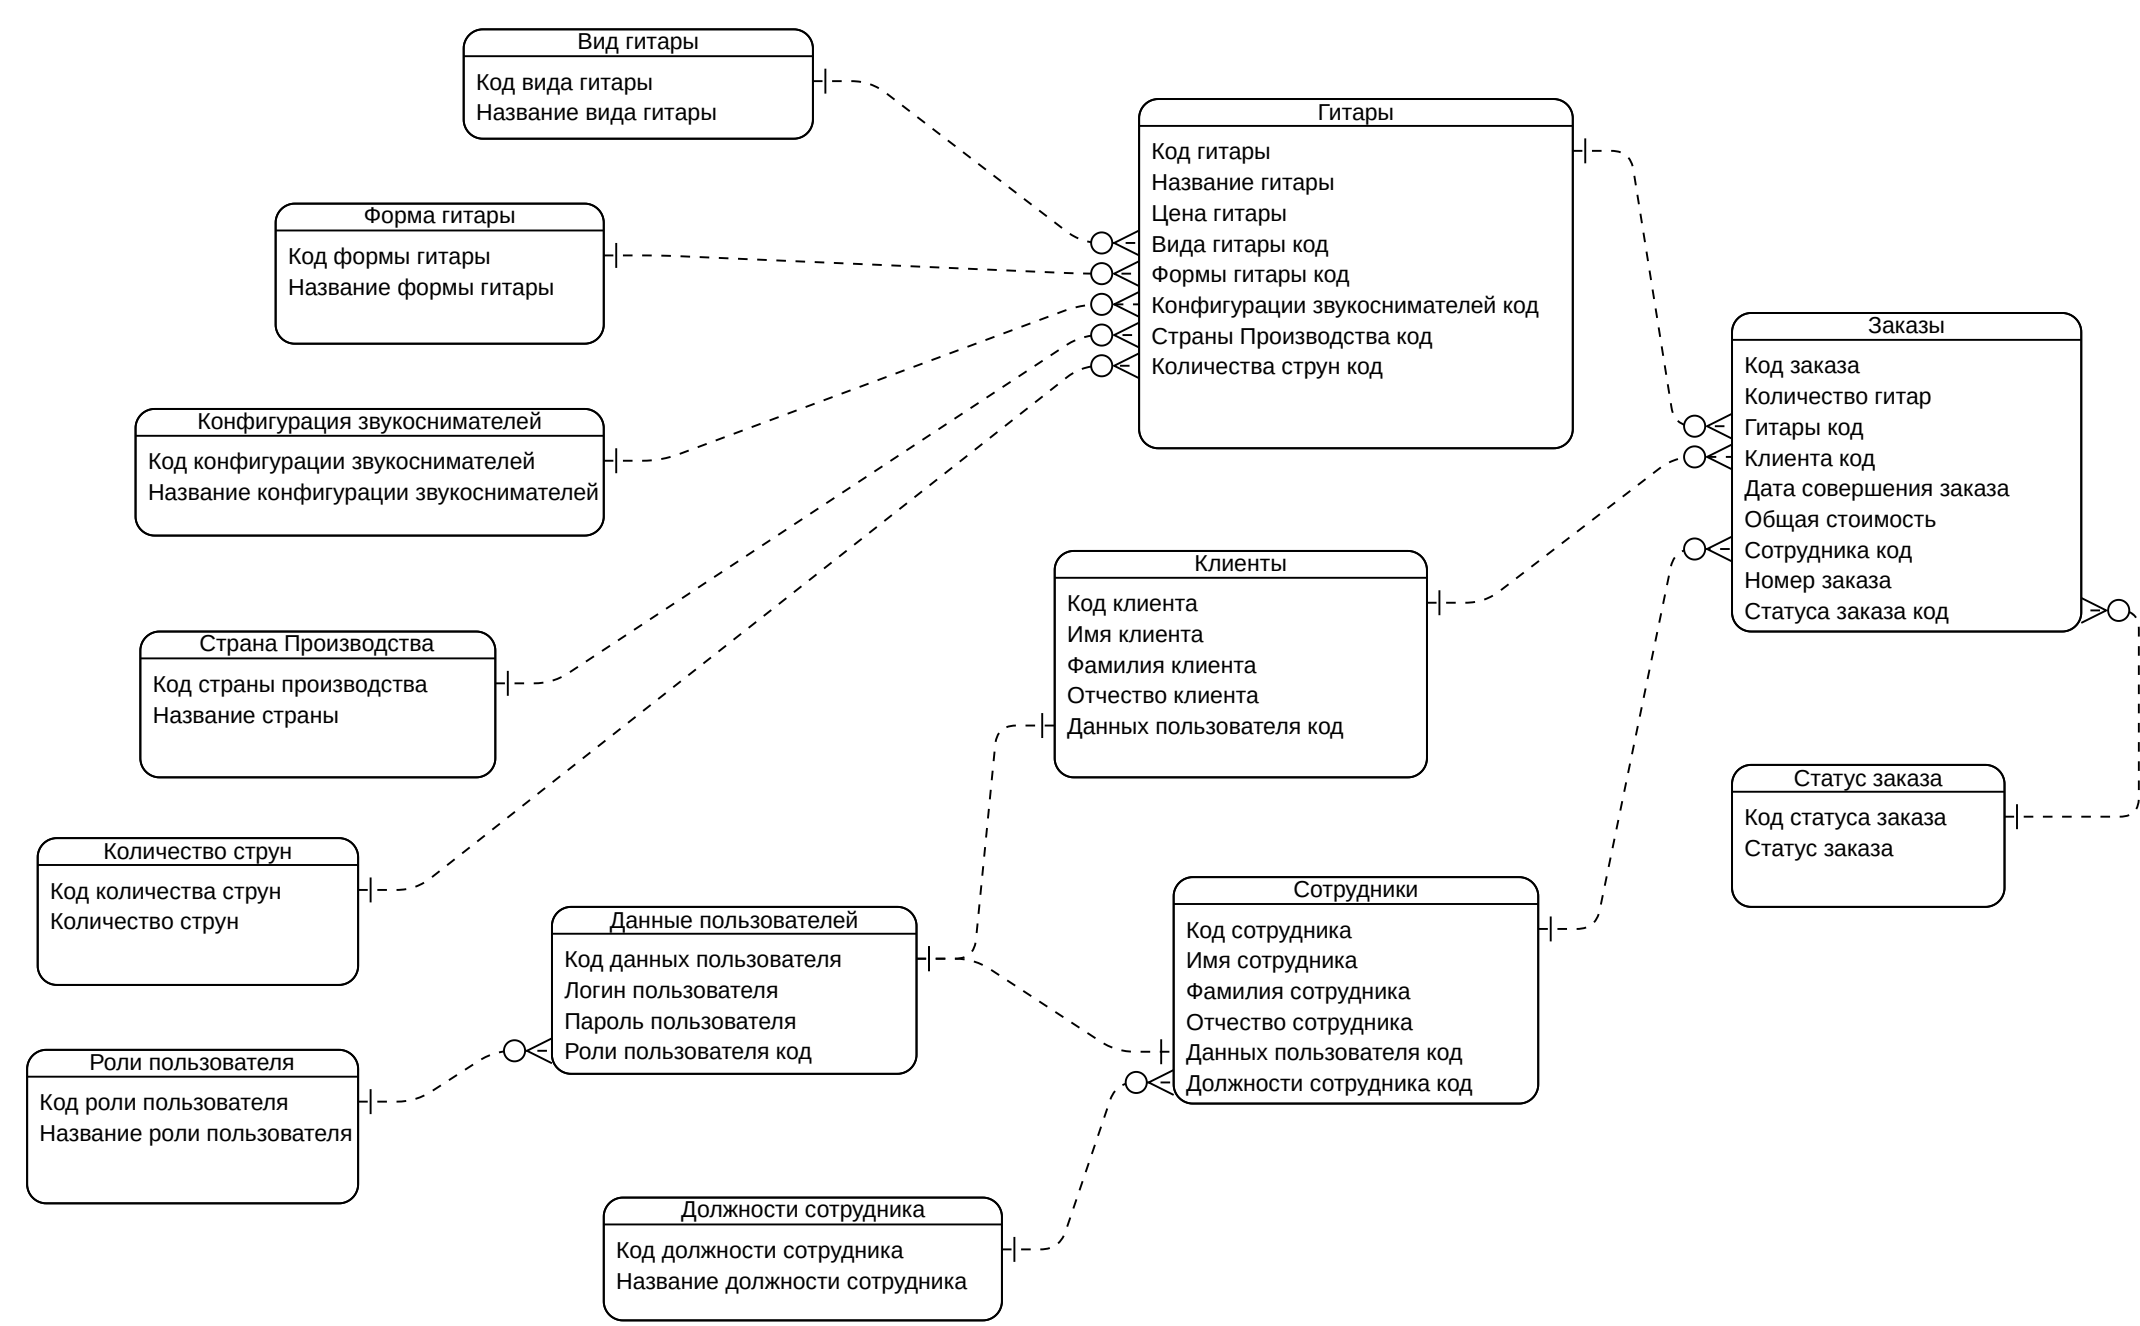 Вид гитары
Код вида гитары
Название вида гитары
Форма гитары
Код формы гитары
Название формы гитары
Конфигурация звукоснимателей
Код конфигурации звукоснимателей
Название конфигурации звукоснимателей
Страна Производства
Код страны производства
Название страны
Количество струн
Код количества струн
Количество струн
Роли пользователя
Код роли пользователя
Название роли пользователя
Данные пользователей
Код данных пользователя
Логин пользователя
Пароль пользователя
Роли пользователя код
Должности сотрудника
Код должности сотрудника
Название должности сотрудника
Гитары
Код гитары
Название гитары
Цена гитары
Вида гитары код
Формы гитары код
Конфигурации звукоснимателей код
Страны Производства код
Количества струн код
Клиенты
Код клиента
Имя клиента
Фамилия клиента
Отчество клиента
Данных пользователя код
Сотрудники
Код сотрудника
Имя сотрудника
Фамилия сотрудника
Отчество сотрудника
Данных пользователя код
Должности сотрудника код
Заказы
Код заказа
Количество гитар
Гитары код
Клиента код
Дата совершения заказа
Общая стоимость
Сотрудника код
Номер заказа
Статуса заказа код
Статус заказа
Код статуса заказа
Статус заказа